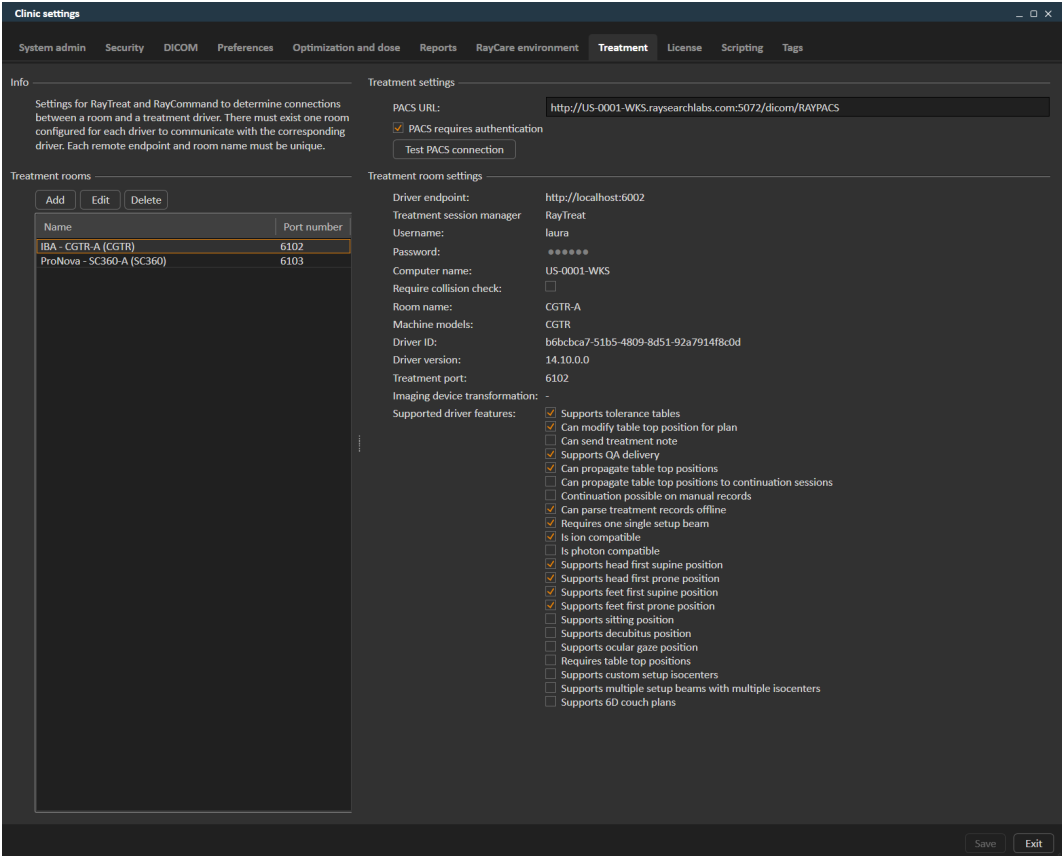 Clinic settings
System admin Security DICOM Preferences Optimization and dose Reports RayCare environment Treatment License Scripting Tags
Info
Settings for RayTreat and RayCommand to determine connections
between a room and a treatment driver. There must exist one room
configured for each driver to communicate with the corresponding
driver. Each remote endpoint and room name must be unique.
Treatment rooms
Add Edit Delete
Name Port number
IBA - CGTR-A (CGTR) 6102
ProNova - SC360-A (SC360) 6103
Treatment settings
PACS URL: http://US-0001-WKS.raysearchlabs.com:5072/dicom/RAYPACS
PACS requires authentication
Test PACS connection
Treatment room settings
Driver endpoint: http://localhost:6002
Treatment session manager RayTreat
Username: laura
Password: ●●●●●●
Computer name: US-0001-WKS
Require collision check:
Room name: CGTR-A
Machine models: CGTR
Driver ID: b6bcbca7-51b5-4809-8d51-92a7914f8c0d
Driver version: 14.10.0.0
Treatment port: 6102
Imaging device transformation: -
Supported driver features: Supports tolerance tables
Can modify table top position for plan
Can send treatment note
Supports QA delivery
Can propagate table top positions
Can propagate table top positions to continuation sessions
Continuation possible on manual records
Can parse treatment records offline
Requires one single setup beam
Is ion compatible
Is photon compatible
Supports head first supine position
Supports head first prone position
Supports feet first supine position
Supports feet first prone position
Supports sitting position
Supports decubitus position
Supports ocular gaze position
Requires table top positions
Supports custom setup isocenters
Supports multiple setup beams with multiple isocenters
Supports 6D couch plans
Save Exit